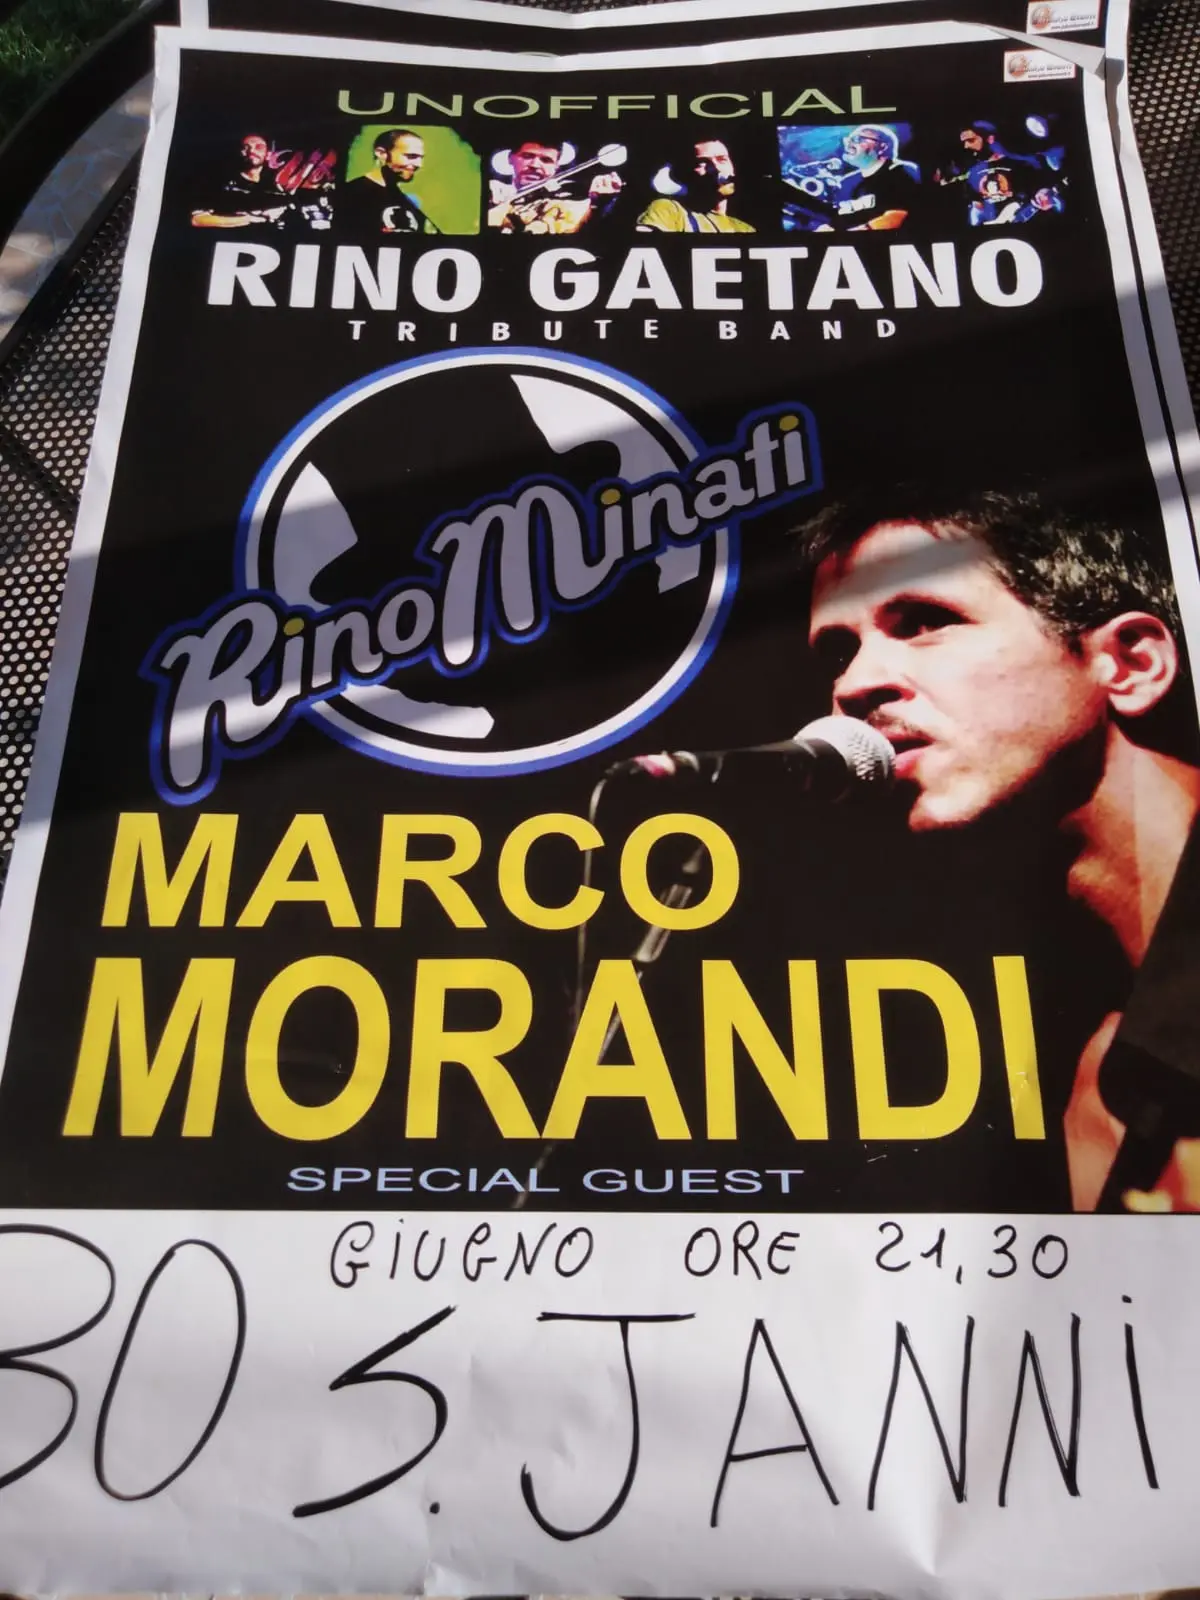 UNOFFICIAL
RINO GAETANO
TRIBUTE BAND
RinoMinati
MARCO
MORANDI
SPECIAL GUEST
30 GIUGNO ORE 21,30
S. JANNI